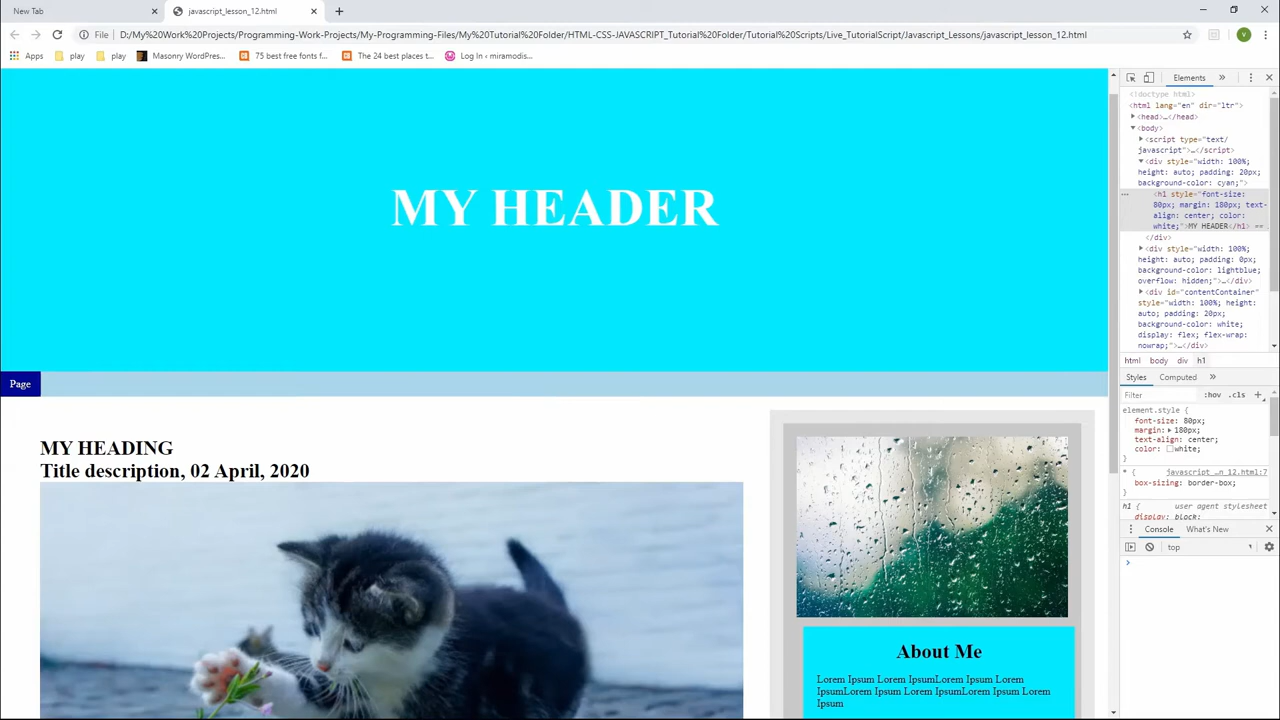 New Tab
javascript_lesson_12.html
File
D:/My%20Work%20Projects/Programming-Work-Projects/My-Programming-Files/My%20Tutorial%20Folder/HTML-CSS-JAVASCRIPT_Tutorial%20Folder/Tutorial%20Scripts/Live_TutorialScript/Javascript_Lessons/javascript_lesson_12.html
V
Apps
play
play
Masonry WordPres...
75 best free fonts f...
The 24 best places t...
Log In ‹ miramodis...
MY HEADER
Page
MY HEADING
Title description, 02 April, 2020
About Me
Lorem Ipsum Lorem IpsumLorem Ipsum Lorem
IpsumLorem Ipsum Lorem IpsumLorem Ipsum Lorem
Ipsum
Elements
<!doctype html>
<html lang="en" dir="ltr">
<head>…</head>
<body>
<script type="text/
javascript">…</script>
<div style="width: 100%;
height: auto; padding: 20px;
background-color: cyan;">
<h1 style="font-size:
80px; margin: 180px; text-
align: center; color:
white;">MY HEADER</h1> ==
</div>
<div style="width: 100%;
height: auto; padding: 0px;
background-color: lightblue;
overflow: hidden;">…</div>
<div id="contentContainer"
style="width: 100%; height:
auto; padding: 20px;
background-color: white;
display: flex; flex-wrap:
nowrap;">…</div>
html body div h1
Styles Computed
Filter :hov .cls
element.style {
font-size: 80px;
margin: 180px;
text-align: center;
color: white;
}
* { javascript_…n_12.html:7
box-sizing: border-box;
}
h1 { user agent stylesheet
display: block;
Console What's New
top